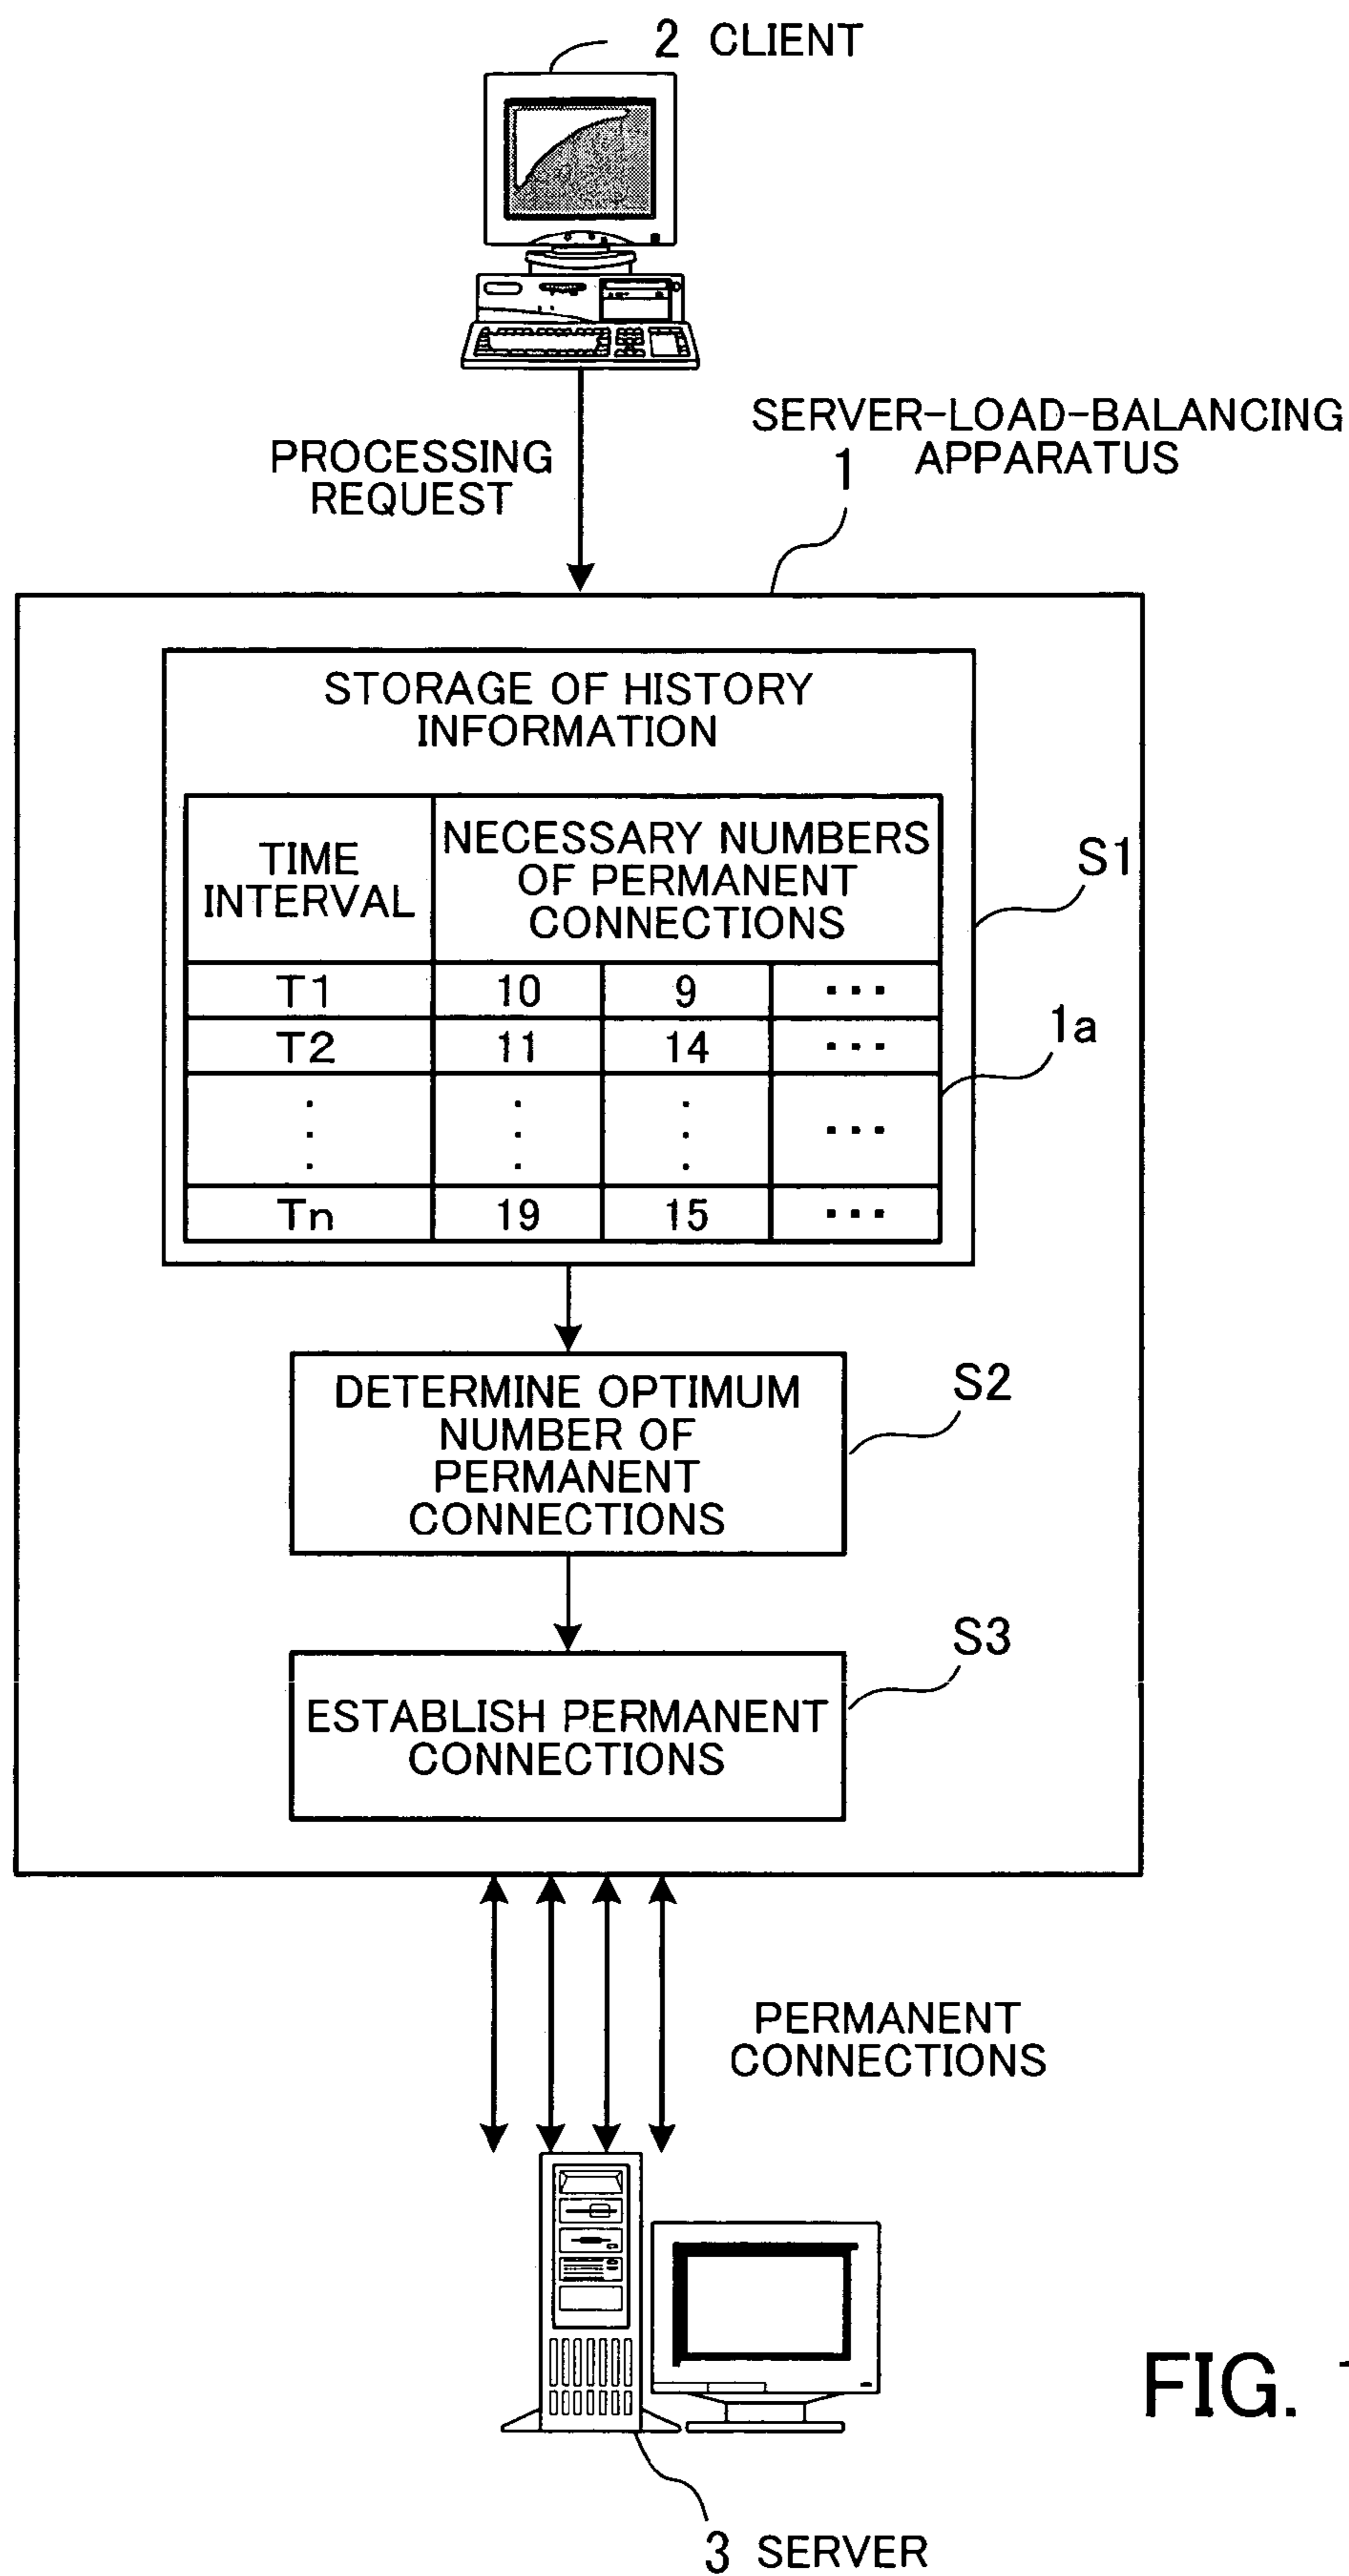 2 CLIENT
PROCESSING
REQUEST
SERVER-LOAD-BALANCING
APPARATUS
1
STORAGE OF HISTORY
INFORMATION
TIME
INTERVAL
NECESSARY NUMBERS
OF PERMANENT
CONNECTIONS
S1
T1 10 9 ...
T2 11 14 ...
1a
. . . ...
. . .
. . .
Tn 19 15 ...
DETERMINE OPTIMUM
NUMBER OF
PERMANENT
CONNECTIONS
S2
ESTABLISH PERMANENT
CONNECTIONS
S3
PERMANENT
CONNECTIONS
FIG.
3 SERVER